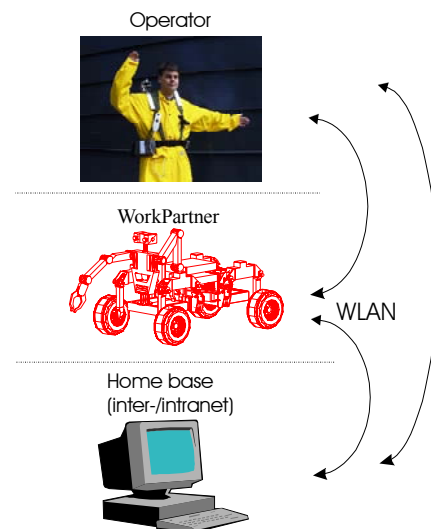 Operator
WorkPartner
WLAN
Home base
(inter-/intranet)